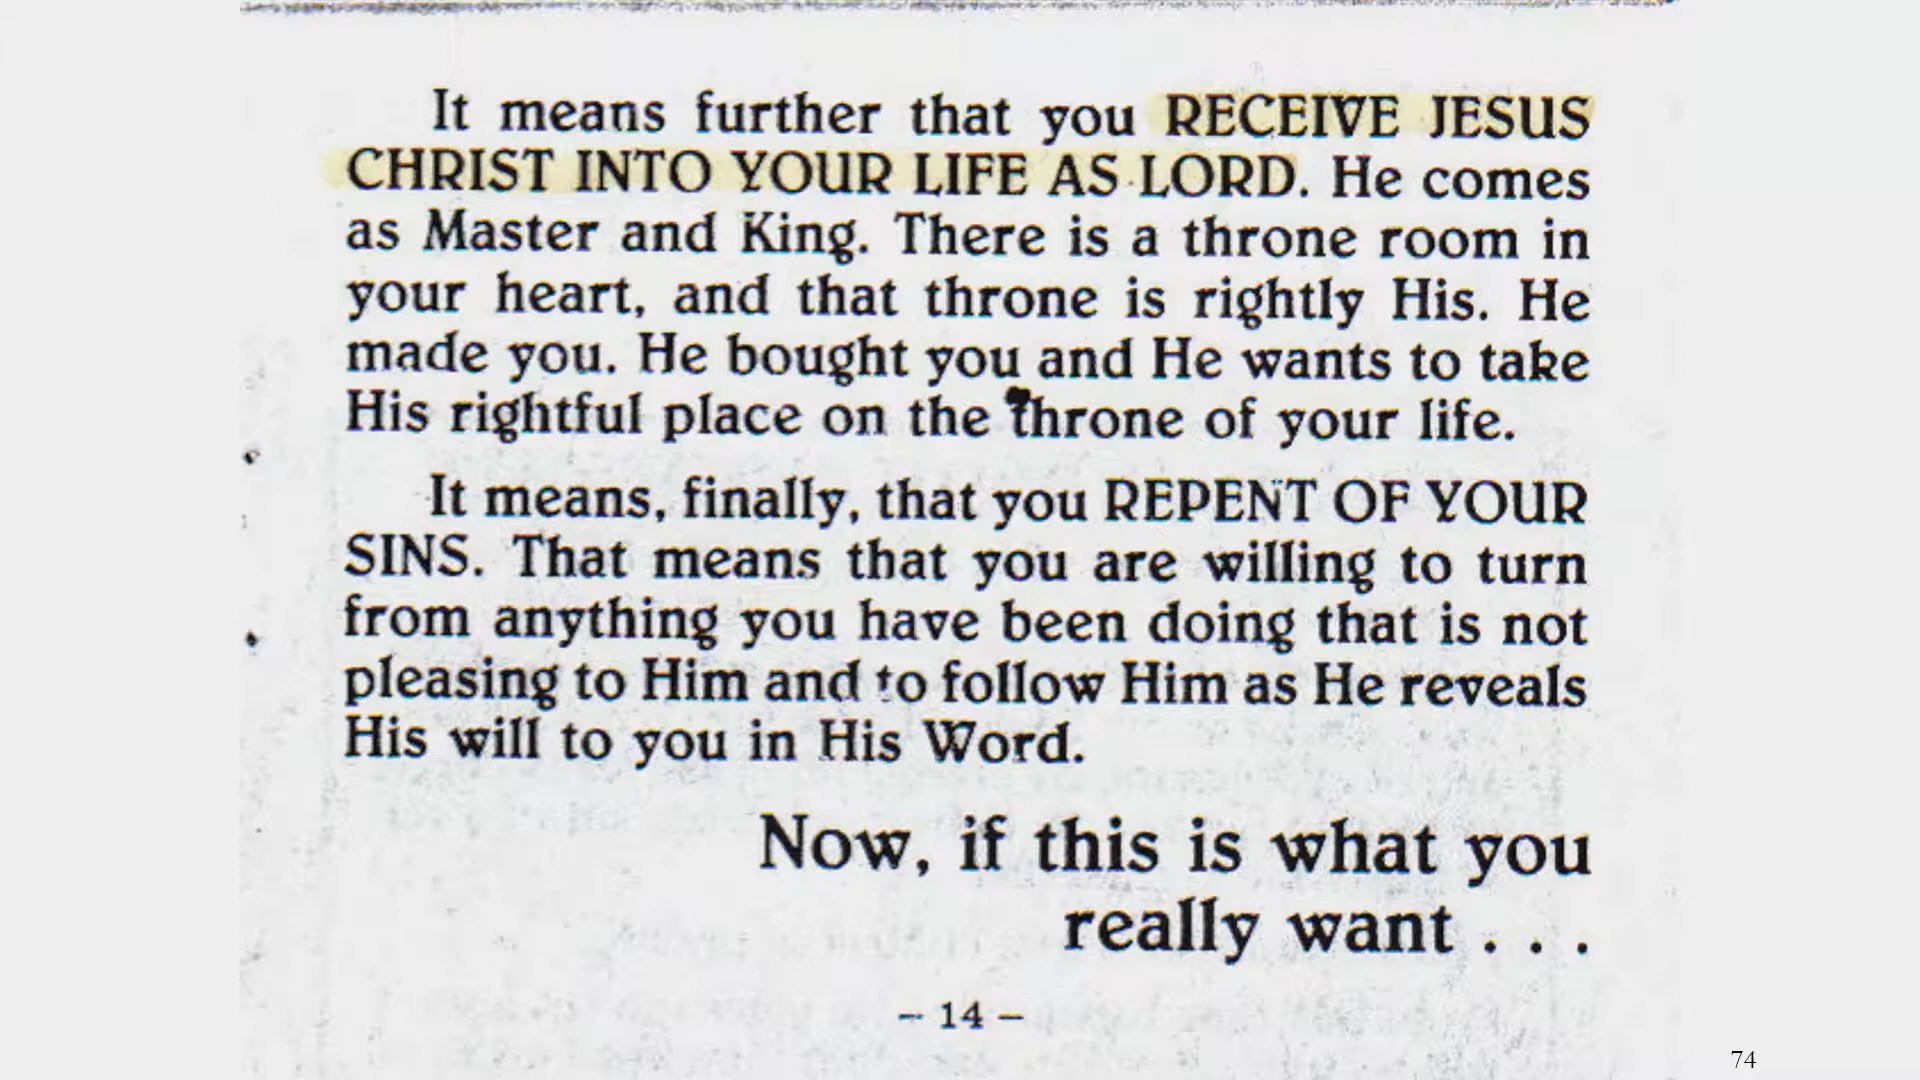 It means further that you RECEIVE JESUS
CHRIST INTO YOUR LIFE AS LORD. He comes
as Master and King. There is a throne room in
your heart, and that throne is rightly His. He
made you. He bought you and He wants to take
His rightful place on the throne of your life.
It means, finally, that you REPENT OF YOUR
SINS. That means that you are willing to turn
from anything you have been doing that is not
pleasing to Him and to follow Him as He reveals
His will to you in His Word.
Now, if this is what you
really want . . .
– 14 –
74